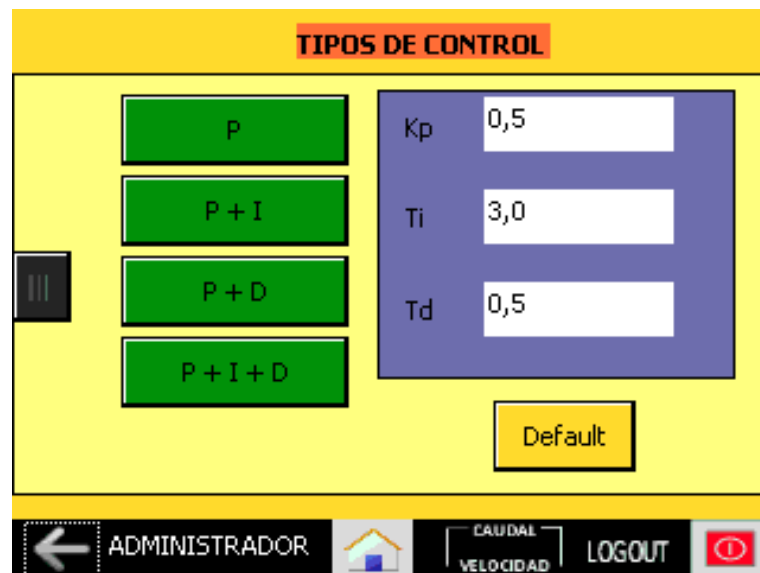 TIPOS DE CONTROL
P
P + I
P + D
P + I + D
Kp 0,5
Ti 3,0
Td 0,5
Default
ADMINISTRADOR
CAUDAL
VELOCIDAD
LOGOUT